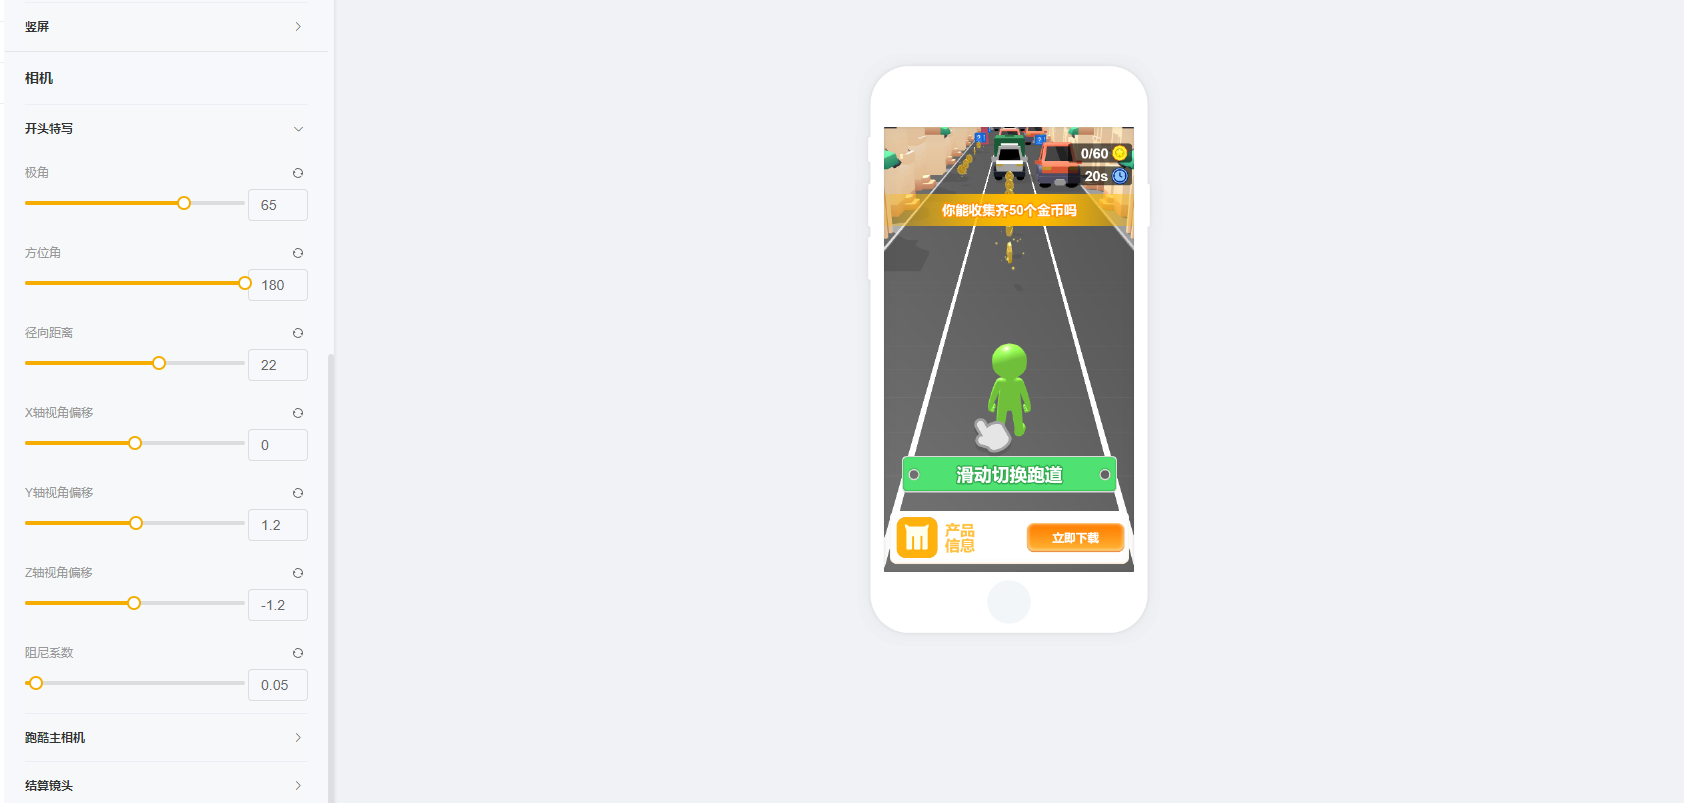 竖屏
相机
开头特写
极角
65
方位角
180
径向距离
22
X轴视角偏移
0
Y轴视角偏移
1.2
Z轴视角偏移
-1.2
阻尼系数
0.05
跑酷主相机
结算镜头
0/60
20s
你能收集齐50个金币吗
滑动切换跑道
产品
信息
立即下载